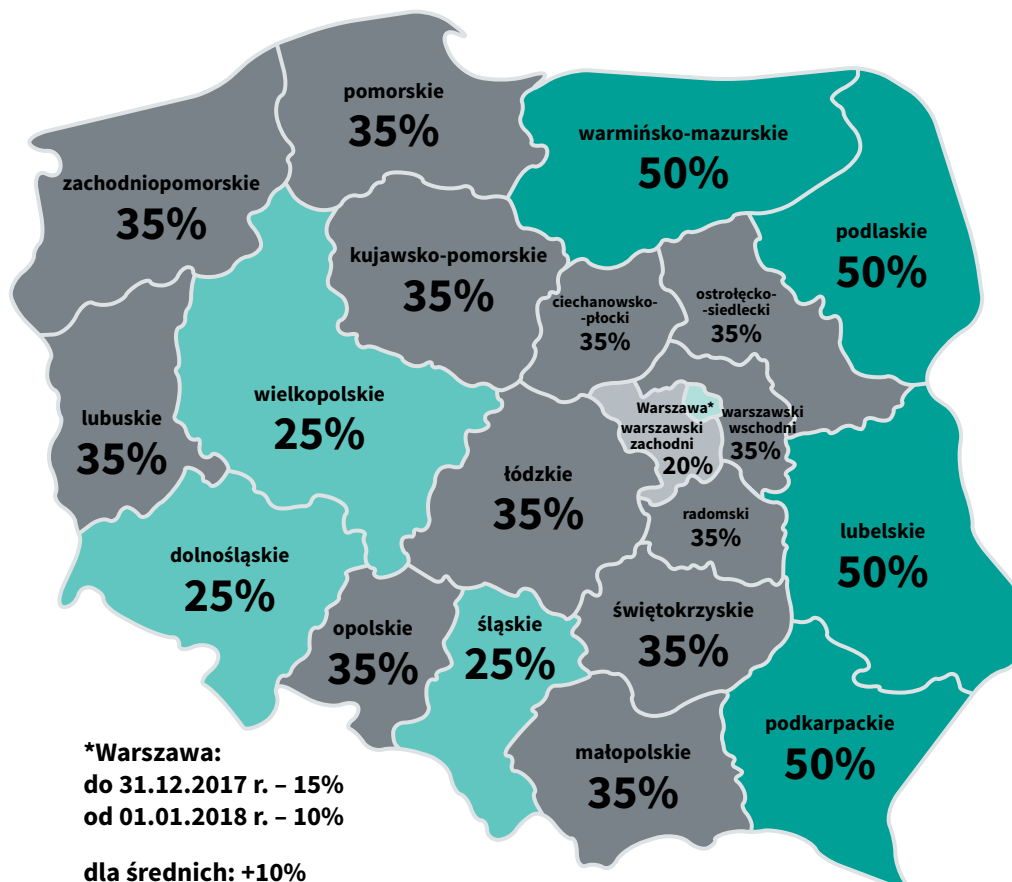 pomorskie
35%
warmińsko-mazurskie
50%
zachodniopomorskie
35%
podlaskie
50%
kujawsko-pomorskie
35%
ciechanowsko-
-płocki
35%
ostrołęcko-
-siedlecki
35%
wielkopolskie
25%
lubuskie
35%
Warszawa*
warszawski
zachodni
20%
warszawski
wschodni
35%
łódzkie
35%
radomski
35%
lubelskie
50%
dolnośląskie
25%
opolskie
35%
śląskie
25%
świętokrzyskie
35%
małopolskie
35%
podkarpackie
50%
*Warszawa:
do 31.12.2017 r. – 15%
od 01.01.2018 r. – 10%
dla średnich: +10%